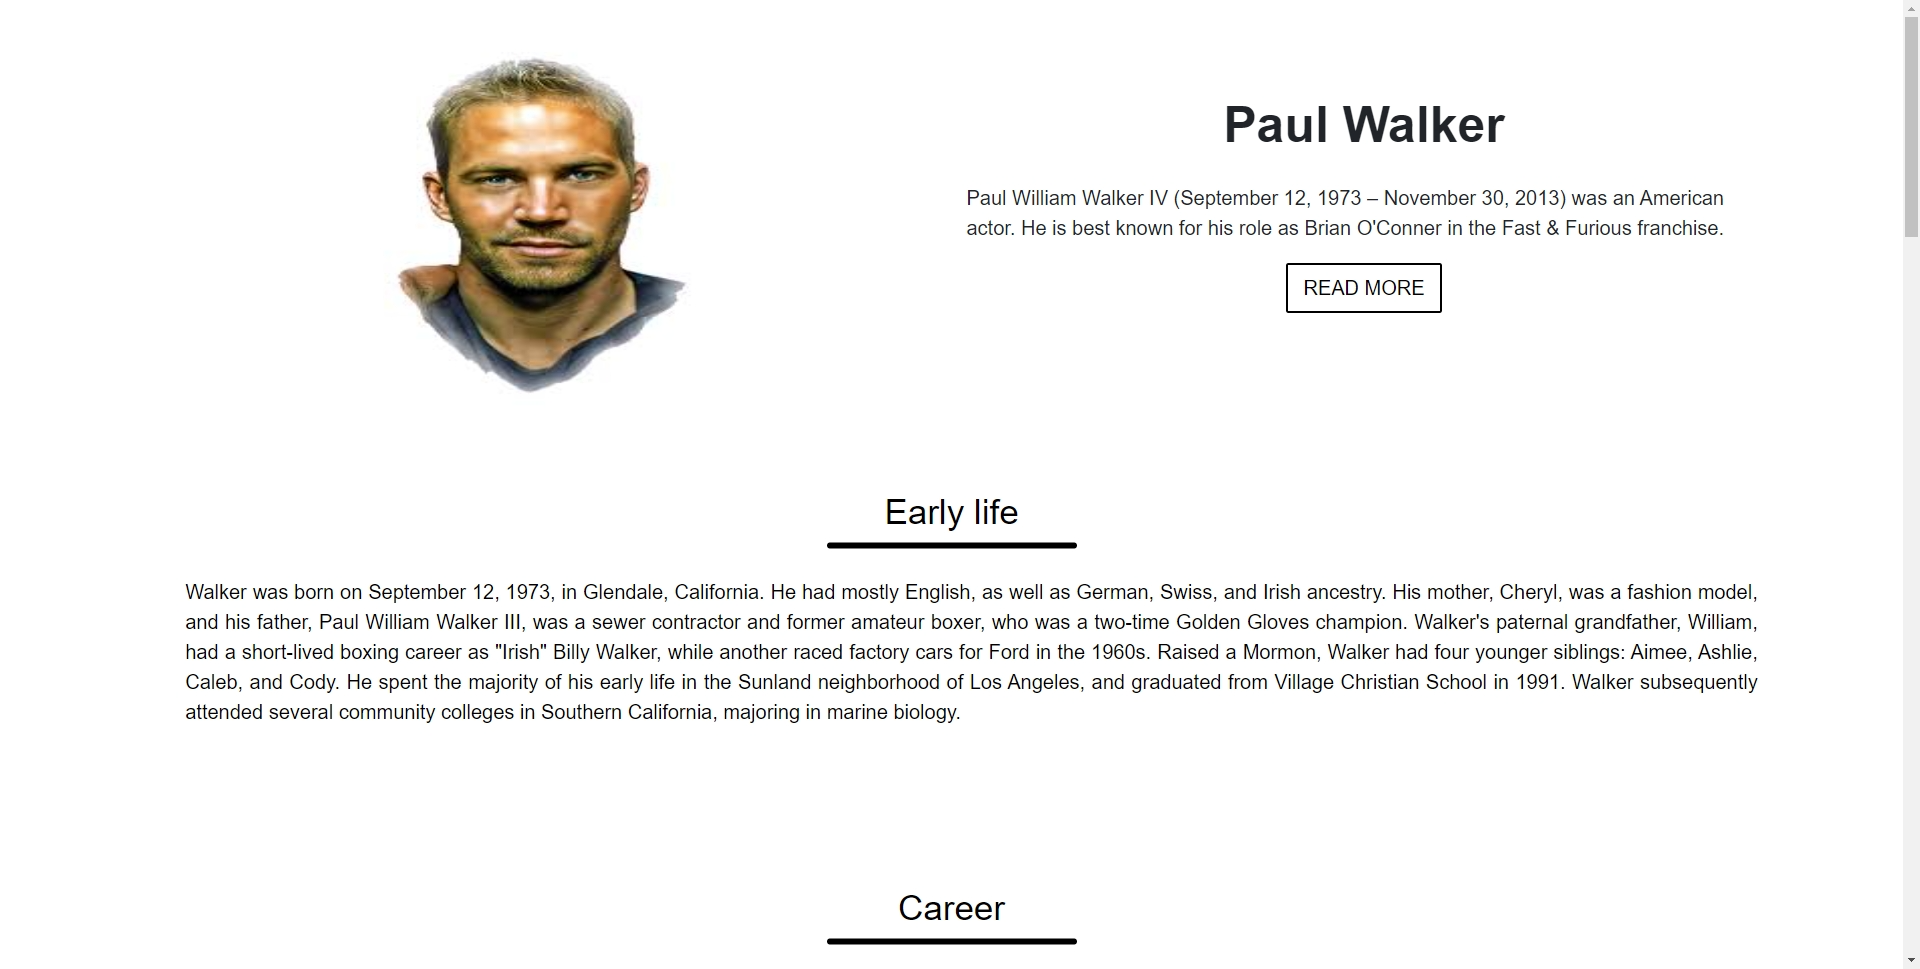 Paul Walker
Paul William Walker IV (September 12, 1973 – November 30, 2013) was an American
actor. He is best known for his role as Brian O'Conner in the Fast & Furious franchise.
READ MORE
Early life
Walker was born on September 12, 1973, in Glendale, California. He had mostly English, as well as German, Swiss, and Irish ancestry. His mother, Cheryl, was a fashion model,
and his father, Paul William Walker III, was a sewer contractor and former amateur boxer, who was a two-time Golden Gloves champion. Walker's paternal grandfather, William,
had a short-lived boxing career as "Irish" Billy Walker, while another raced factory cars for Ford in the 1960s. Raised a Mormon, Walker had four younger siblings: Aimee, Ashlie,
Caleb, and Cody. He spent the majority of his early life in the Sunland neighborhood of Los Angeles, and graduated from Village Christian School in 1991. Walker subsequently
attended several community colleges in Southern California, majoring in marine biology.
Career